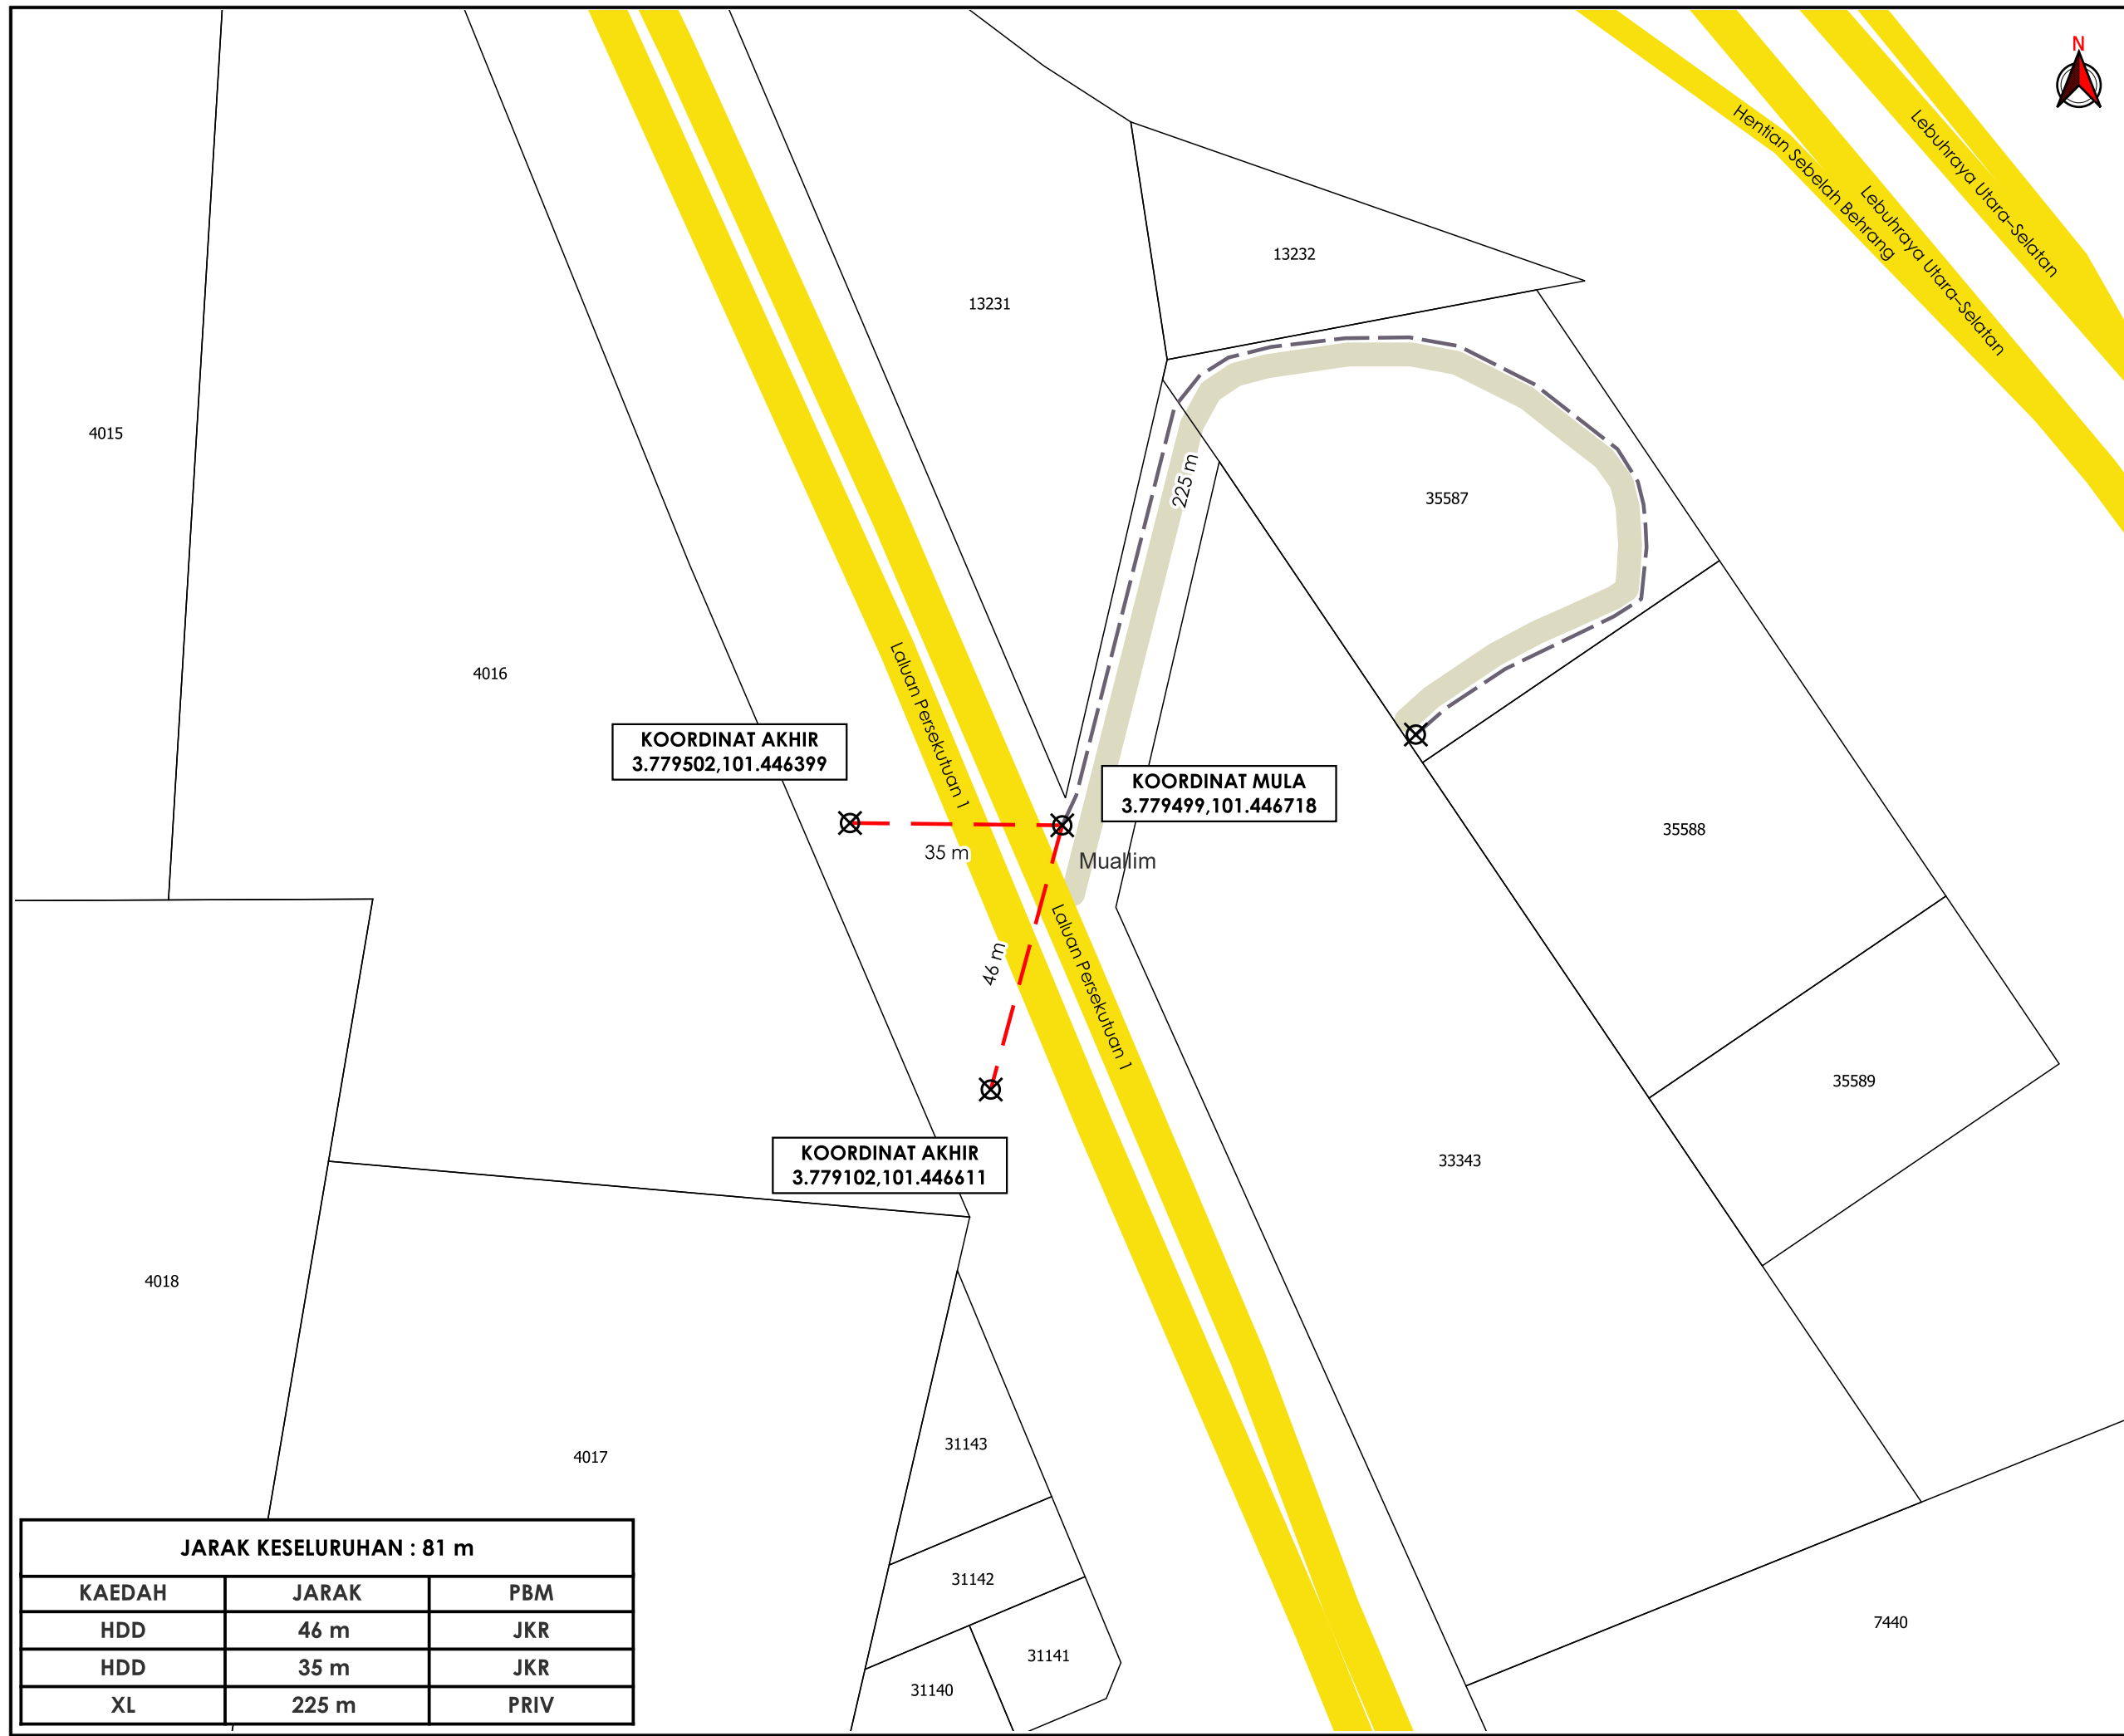 N
Hentian Sebelah Behrang
Lebuhraya Utara-Selatan
Lebuhraya Utara-Selatan
13232
13231
4015
225 m
35587
4016
Laluan Persekutuan 1
KOORDINAT AKHIR
3.779502,101.446399
KOORDINAT MULA
3.779499,101.446718
35 m
Muallim
35588
46 m
Laluan Persekutuan 1
35589
KOORDINAT AKHIR
3.779102,101.446611
33343
4018
31143
4017
31142
7440
31141
31140
JARAK KESELURUHAN : 81 m
KAEDAH JARAK PBM
HDD 46 m JKR
HDD 35 m JKR
XL 225 m PRIV